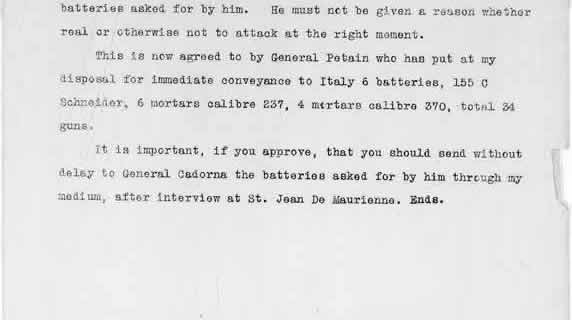 batteries asked for by him. He must not be given a reason whether
real or otherwise not to attack at the right moment.
This is now agreed to by General Petain who has put at my
disposal for immediate conveyance to Italy 6 batteries, 155 C
Schneider, 6 mortars calibre 237, 4 mortars calibre 370, total 34
guns.
It is important, if you approve, that you should send without
delay to General Cadorna the batteries asked for by him through my
medium, after interview at St. Jean De Maurienne. Ends.